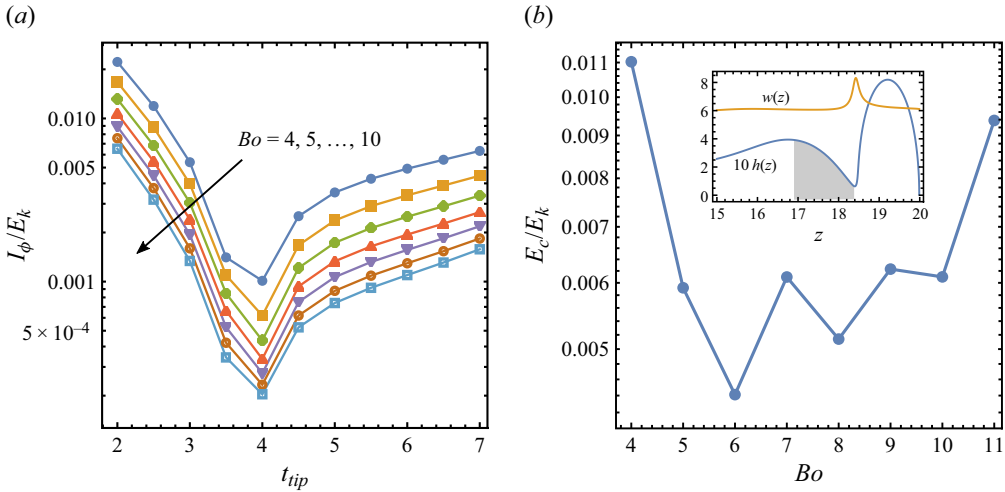 (a)
(b)
0.010
0.005
0.001
5 × 10⁻⁴
I_ϕ/E_k
Bo = 4, 5, …, 10
2 3 4 5 6 7
t_tip
0.011
0.010
0.009
0.008
0.007
0.006
0.005
E_c/E_k
8
6
4
2
0
w(z)
10 h(z)
15 16 17 18 19 20
z
4 5 6 7 8 9 10 11
Bo